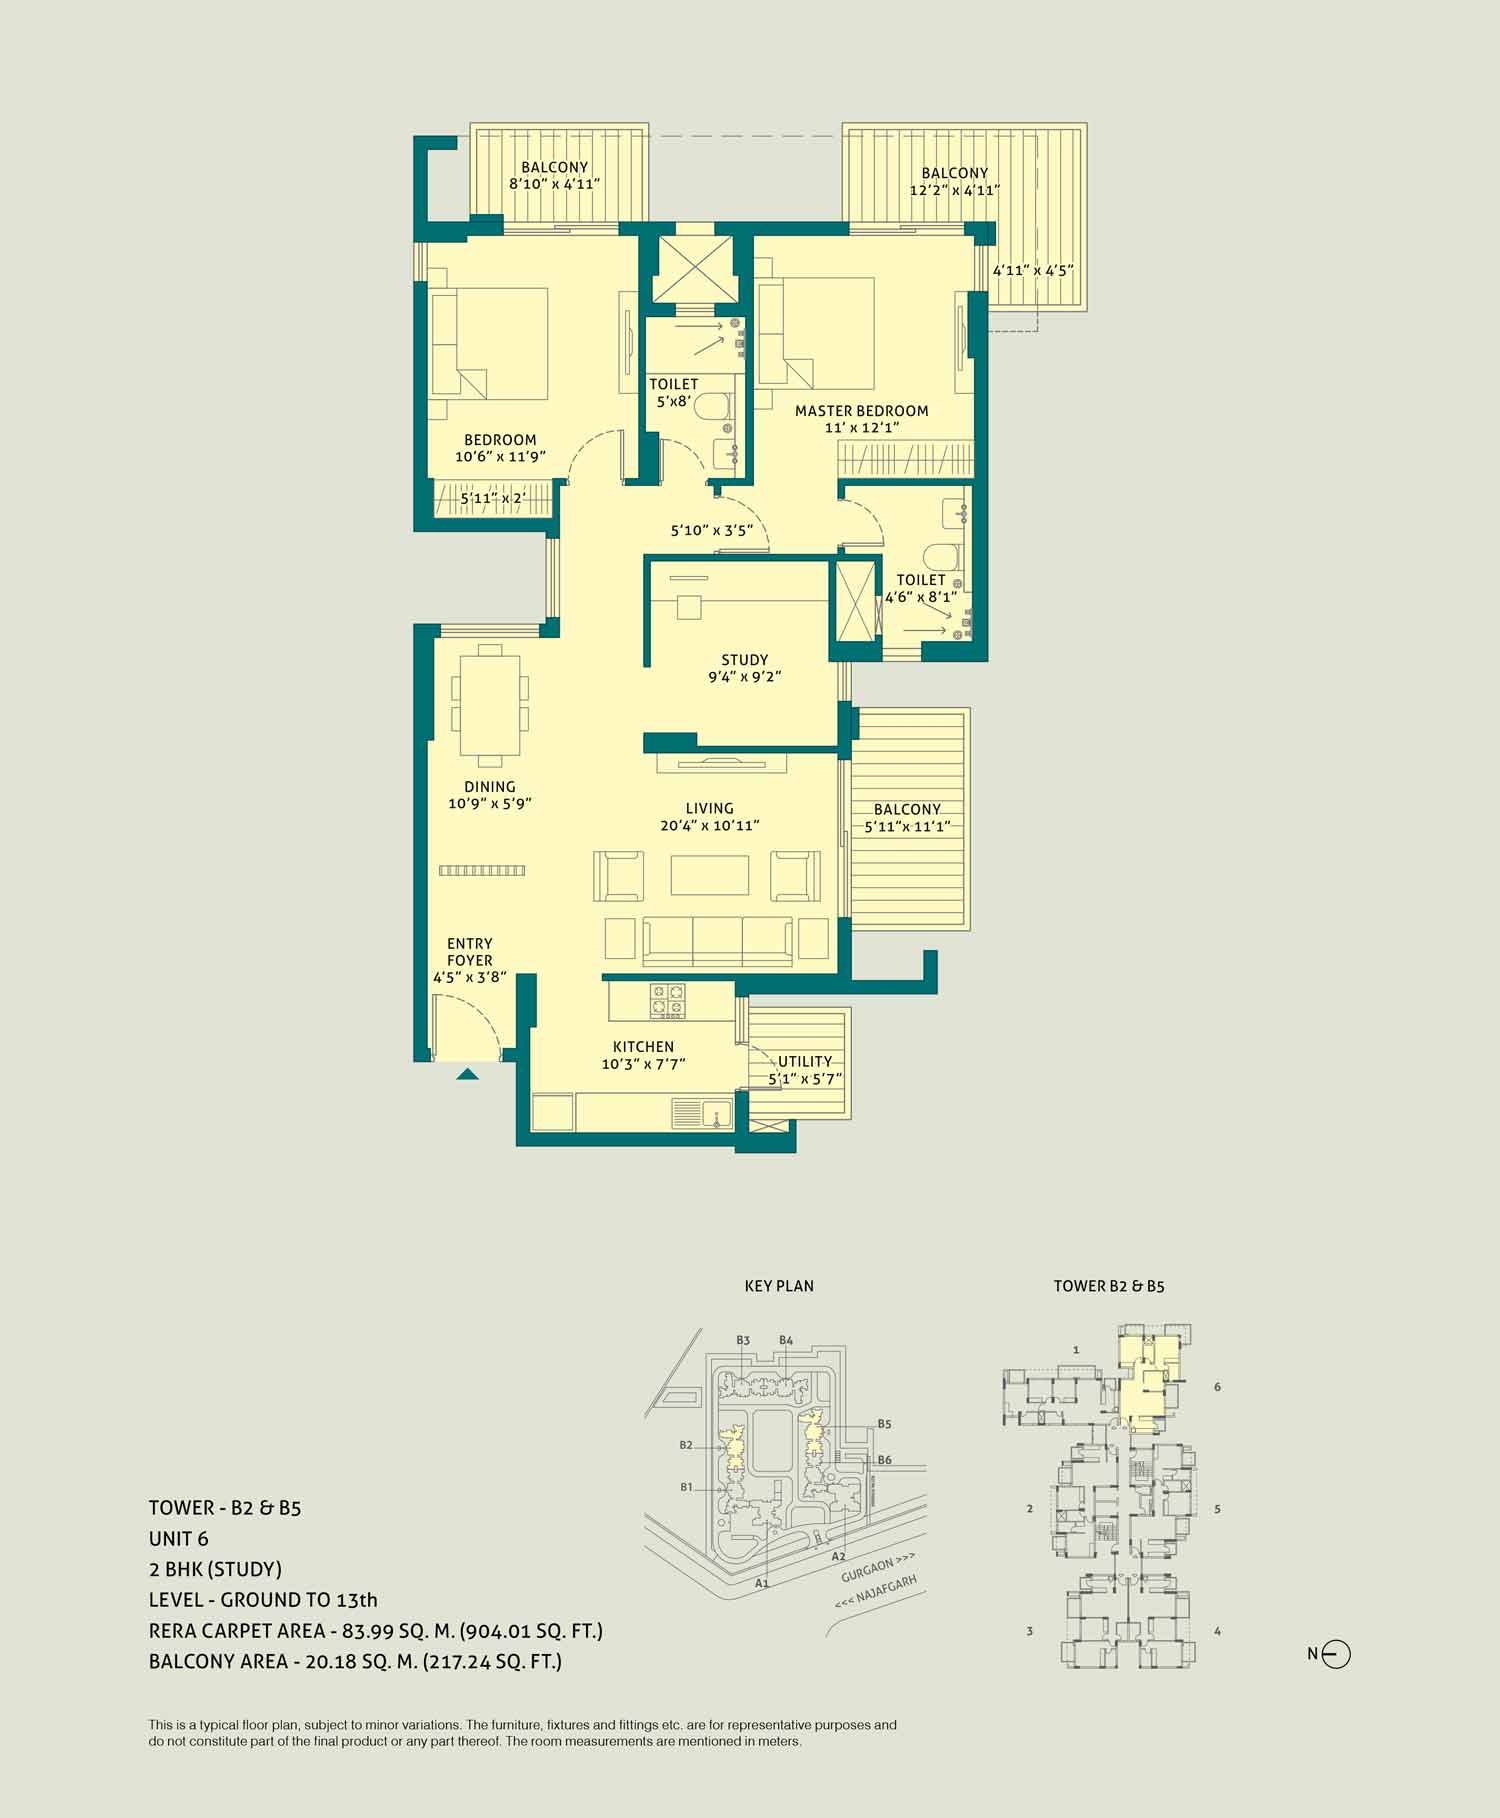 BALCONY
8'10" x 4'11"
BALCONY
12'2" x 4'11"
4'11" x 4'5"
TOILET
5'x8'
MASTER BEDROOM
11' x 12'1"
BEDROOM
10'6" x 11'9"
5'11" x 2'
5'10" x 3'5"
TOILET
4'6" x 8'1"
STUDY
9'4" x 9'2"
DINING
10'9" x 5'9"
LIVING
20'4" x 10'11"
BALCONY
5'11"x 11'1"
ENTRY
FOYER
4'5" x 3'8"
KITCHEN
10'3" x 7'7"
UTILITY
5'1" x 5'7"
KEY PLAN
B3
B4
B5
B2
B6
B1
A2
A1
GURGAON >>>
<<< NAJAFGARH
TOWER B2 & B5
1
6
2
5
3
4
N
TOWER - B2 & B5
UNIT 6
2 BHK (STUDY)
LEVEL - GROUND TO 13th
RERA CARPET AREA - 83.99 SQ. M. (904.01 SQ. FT.)
BALCONY AREA - 20.18 SQ. M. (217.24 SQ. FT.)
This is a typical floor plan, subject to minor variations. The furniture, fixtures and fittings etc. are for representative purposes and
do not constitute part of the final product or any part thereof. The room measurements are mentioned in meters.